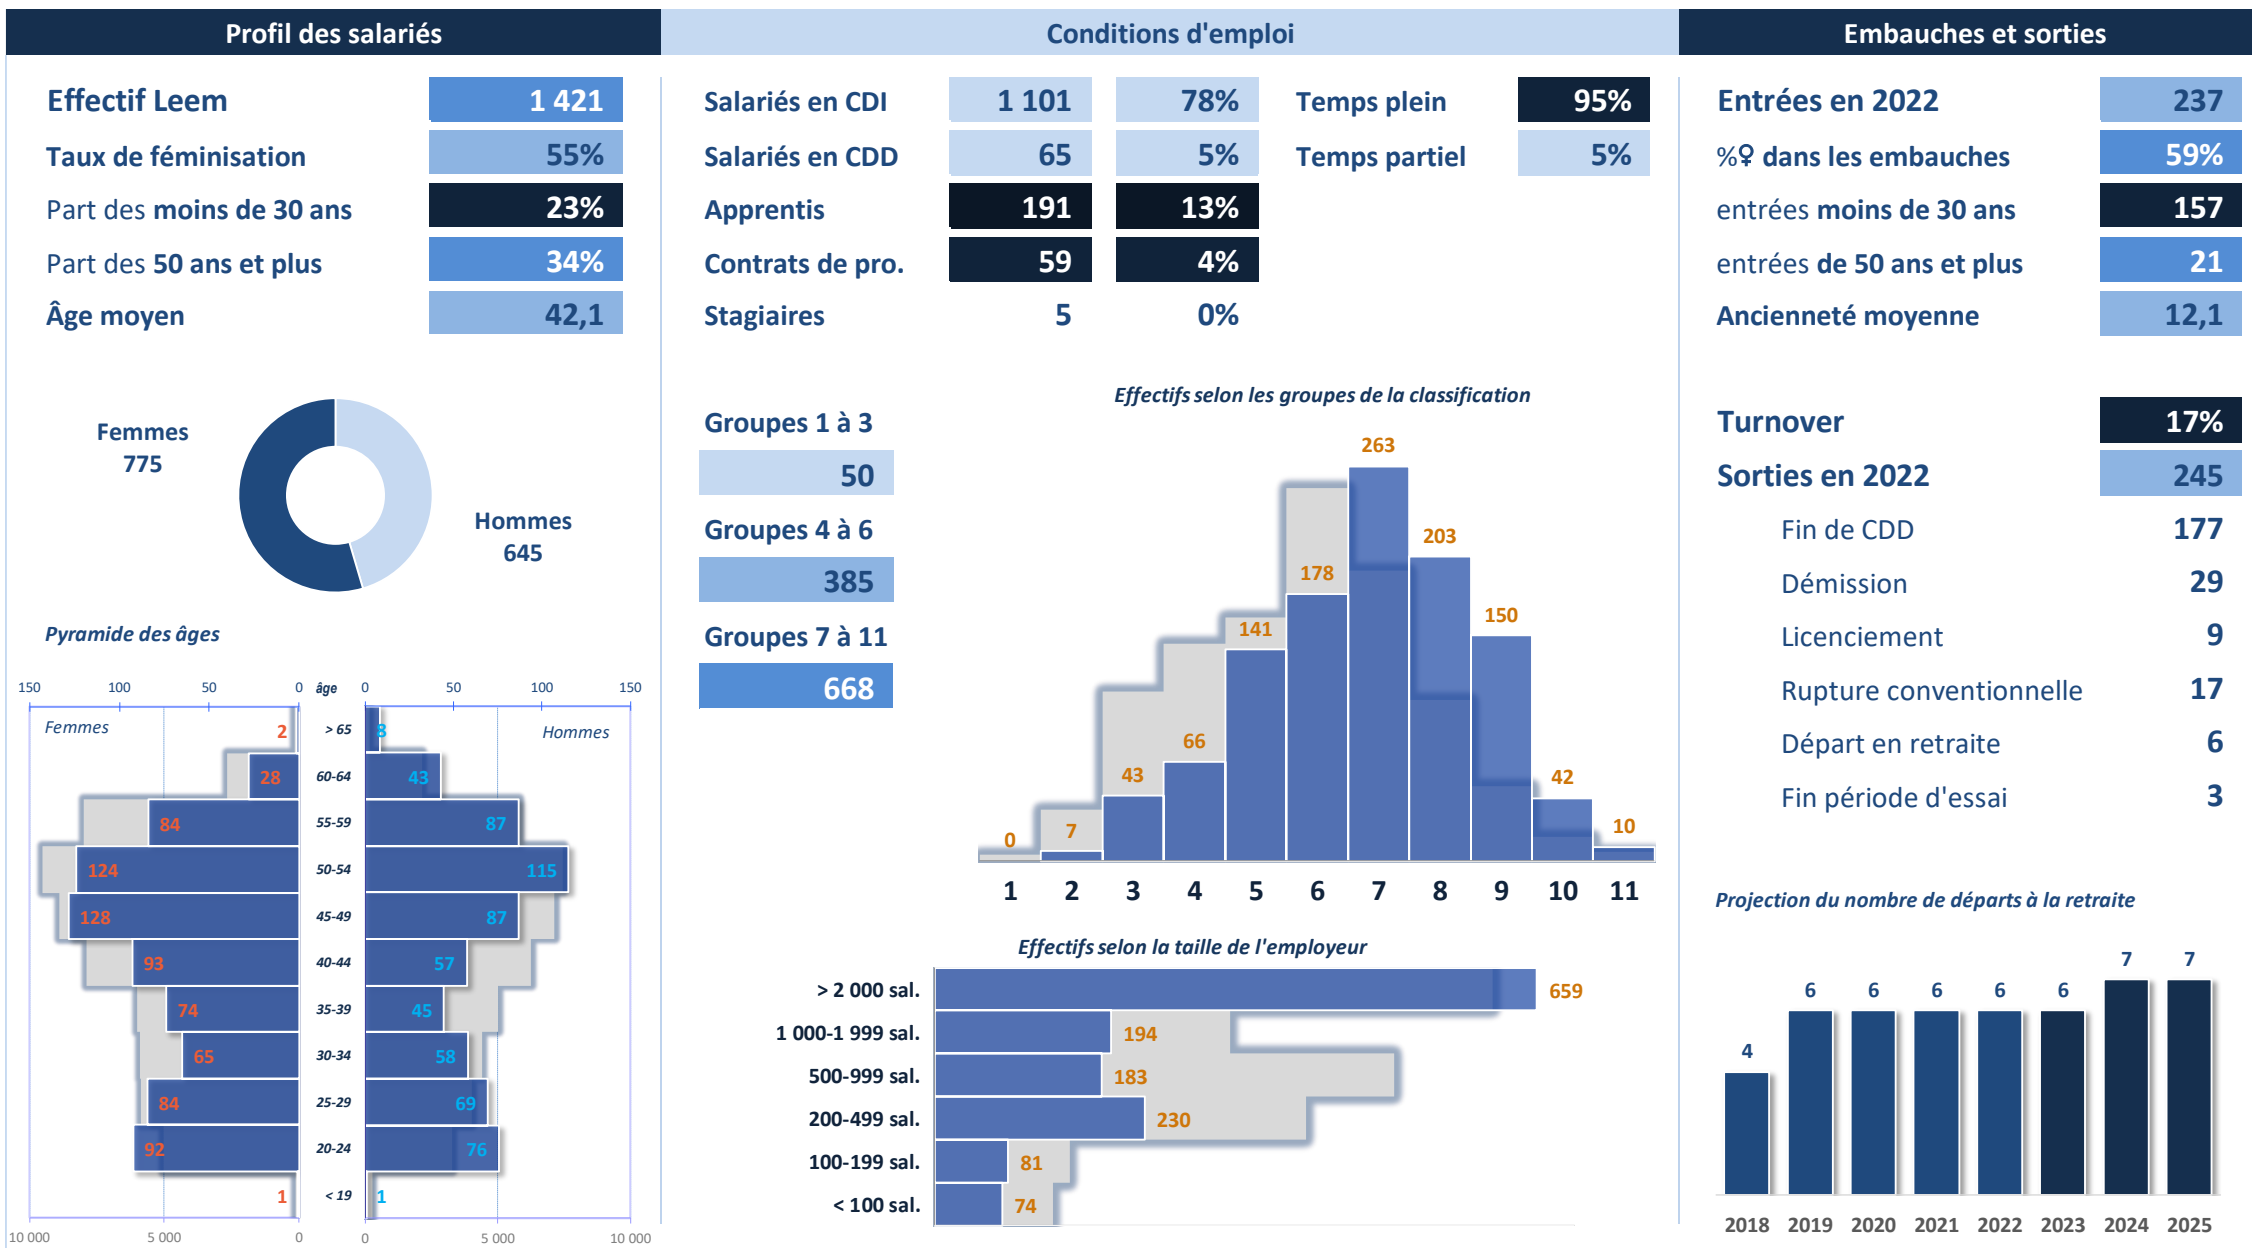 Profil des salariés
Effectif Leem 1 421
Taux de féminisation 55%
Part des moins de 30 ans 23%
Part des 50 ans et plus 34%
Âge moyen 42,1
Femmes
775
Hommes
645
Pyramide des âges
150 100 50 0 âge 0 50 100 150
Femmes Hommes
2 > 65 8
28 60-64 43
84 55-59 87
124 50-54 115
128 45-49 87
93 40-44 57
74 35-39 45
65 30-34 58
84 25-29 69
92 20-24 76
1 < 19 1
10 000 5 000 0 0 5 000 10 000
Conditions d'emploi
Salariés en CDI 1 101 78% Temps plein 95%
Salariés en CDD 65 5% Temps partiel 5%
Apprentis 191 13%
Contrats de pro. 59 4%
Stagiaires 5 0%
Groupes 1 à 3
50
Groupes 4 à 6
385
Groupes 7 à 11
668
Effectifs selon les groupes de la classification
0 7 43 66 141 178 263 203 150 42 10
1 2 3 4 5 6 7 8 9 10 11
Effectifs selon la taille de l'employeur
> 2 000 sal. 659
1 000-1 999 sal. 194
500-999 sal. 183
200-499 sal. 230
100-199 sal. 81
< 100 sal. 74
Embauches et sorties
Entrées en 2022 237
%♀ dans les embauches 59%
entrées moins de 30 ans 157
entrées de 50 ans et plus 21
Ancienneté moyenne 12,1
Turnover 17%
Sorties en 2022 245
Fin de CDD 177
Démission 29
Licenciement 9
Rupture conventionnelle 17
Départ en retraite 6
Fin période d'essai 3
Projection du nombre de départs à la retraite
4 6 6 6 6 6 7 7
2018 2019 2020 2021 2022 2023 2024 2025